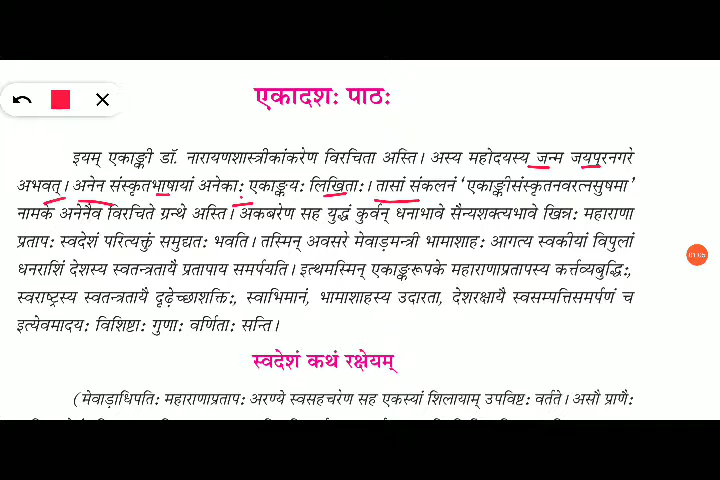 एकादशः पाठः
इयम् एकाङ्की डॉ. नारायणशास्त्रीकांकरेण विरचिता अस्ति। अस्य महोदयस्य जन्म जयपुरनगरे
अभवत्। अनेन संस्कृतभाषायां अनेकाः एकाङ्कयः लिखिताः। तासां संकलनं 'एकाङ्कीसंस्कृतनवरत्नसुषमा'
नामके अनेनैव विरचिते ग्रन्थे अस्ति। अकबरेण सह युद्धं कुर्वन् धनाभावे सैन्यशक्त्यभावे खिन्नः महाराणा
प्रतापः स्वदेशं परित्यक्तुं समुद्यतः भवति। तस्मिन् अवसरे मेवाड़मन्त्री भामाशाहः आगत्य स्वकीयां विपुलां
धनराशिं देशस्य स्वतन्त्रतायै प्रतापाय समर्पयति। इत्थमस्मिन् एकाङ्करूपके महाराणाप्रतापस्य कर्त्तव्यबुद्धिः,
स्वराष्ट्रस्य स्वतन्त्रतायै दृढ़ेच्छाशक्तिः, स्वाभिमानं, भामाशाहस्य उदारता, देशरक्षायै स्वसम्पत्तिसमर्पणं च
इत्येवमादयः विशिष्टाः गुणाः वर्णिताः सन्ति।
1:05
स्वदेशं कथं रक्षेयम्
(मेवाड़ाधिपतिः महाराणाप्रतापः अरण्ये स्वसहचरेण सह एकस्यां शिलायाम् उपविष्टः वर्तते। असौ प्राणैः